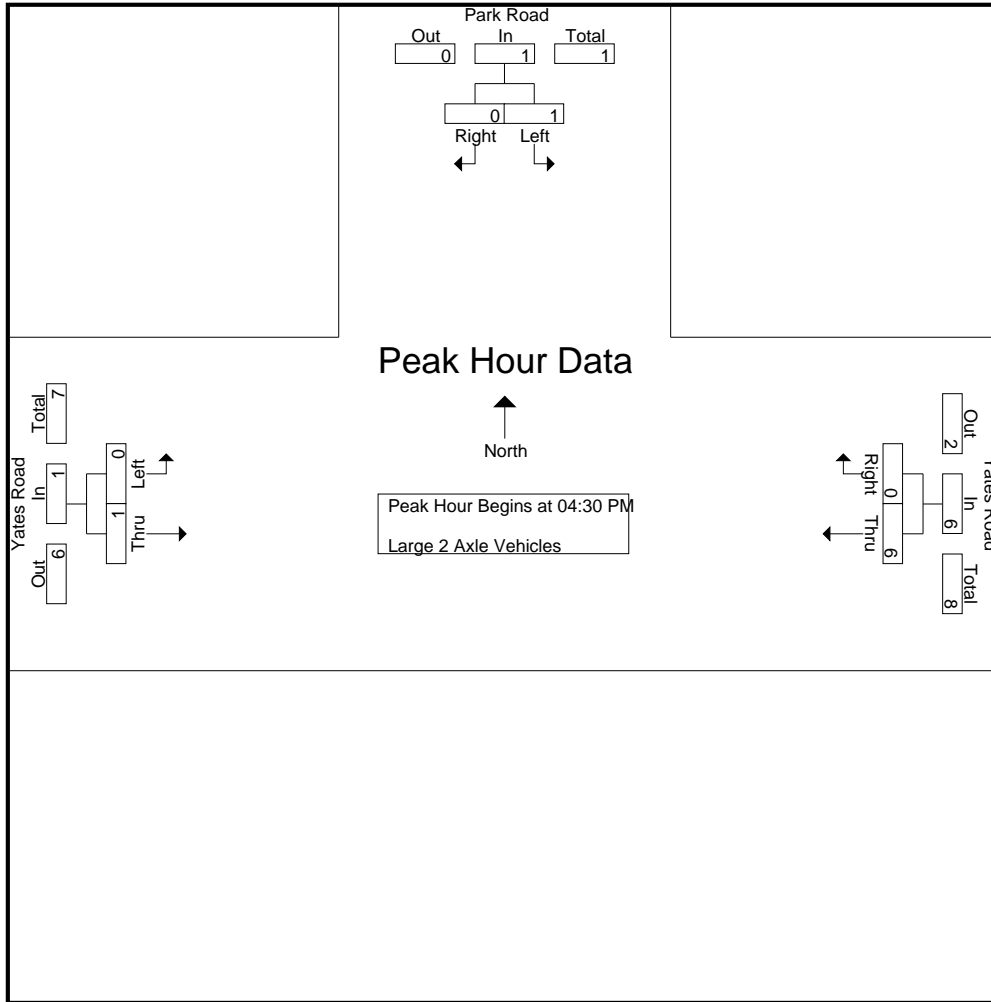 Park Road
Out In Total
0 1 1
0 1
Right Left
Peak Hour Data
North
Peak Hour Begins at 04:30 PM
Large 2 Axle Vehicles
Yates Road
Out In Total
6 1 7
0 1
Left Thru
Yates Road
Out In Total
2 6 8
0 6
Right Thru